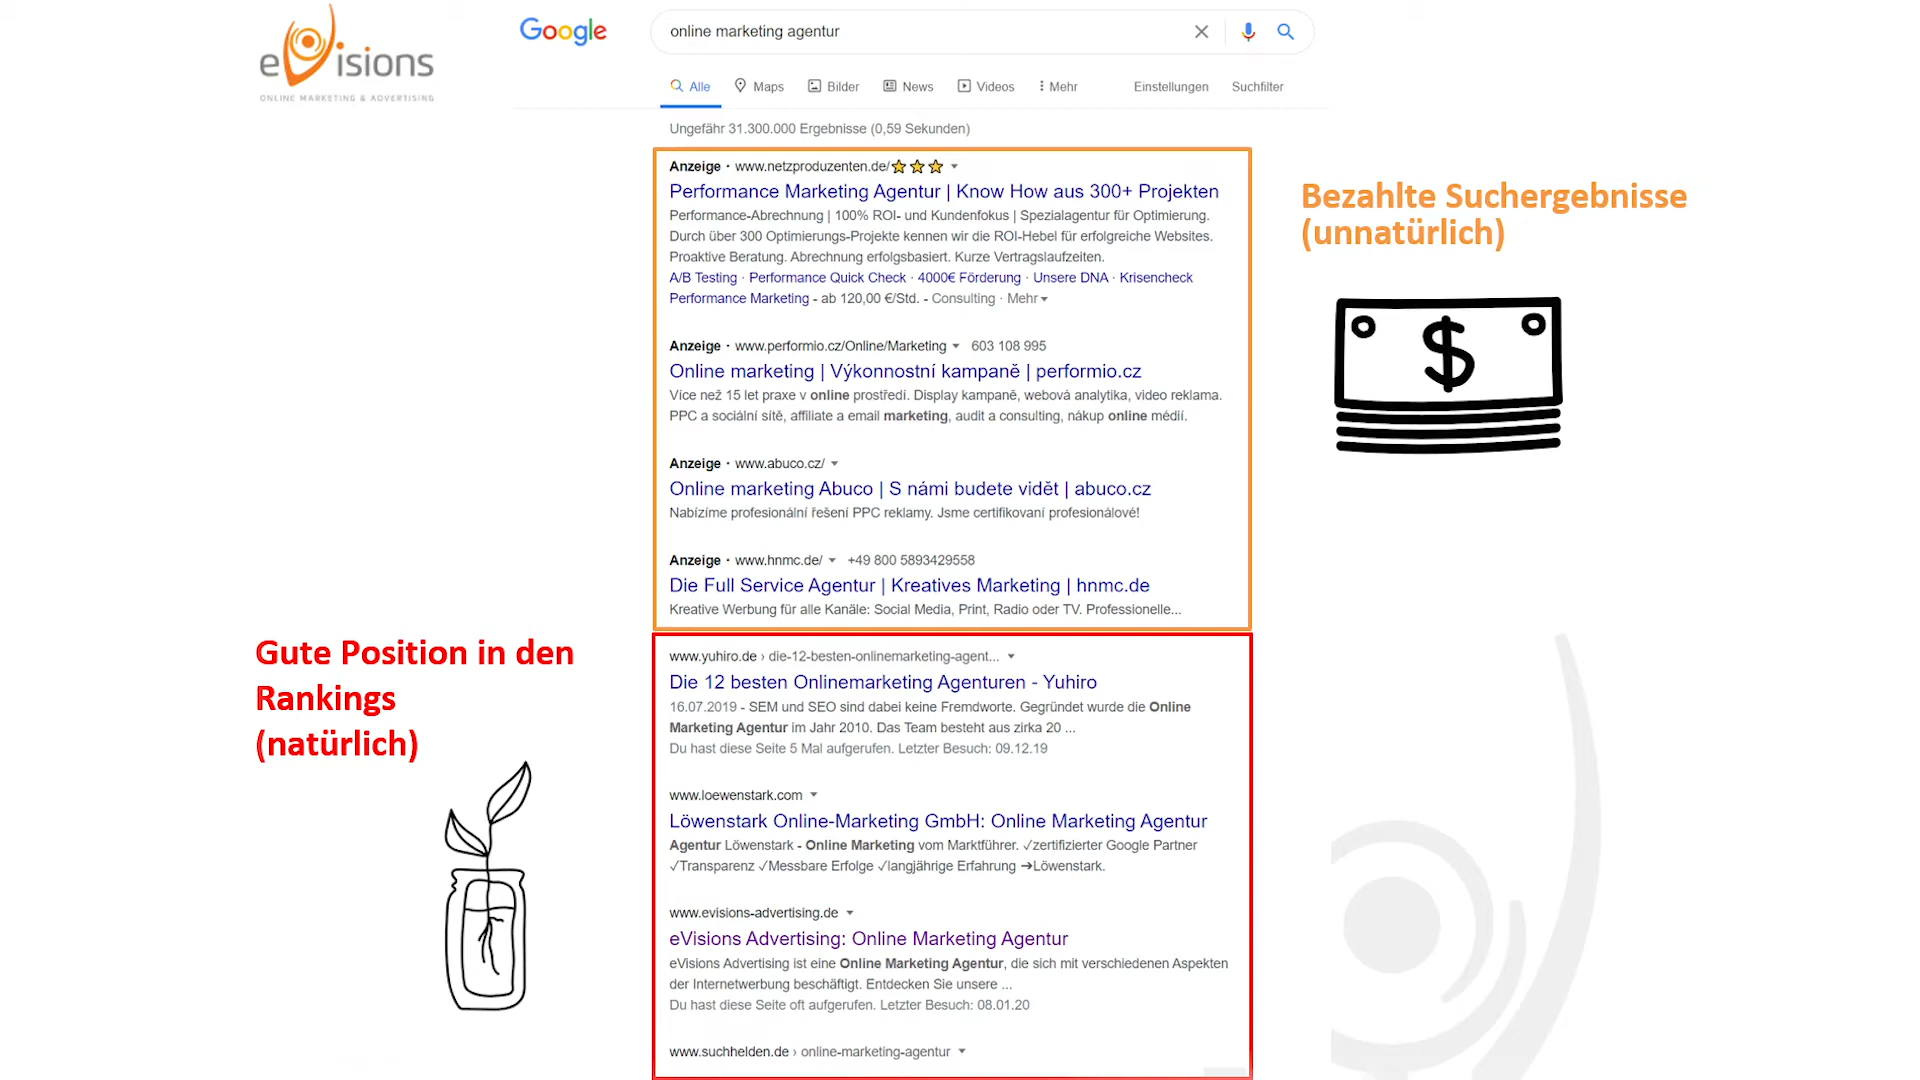 eVisions
ONLINE MARKETING & ADVERTISING
Google
online marketing agentur
Alle Maps Bilder News Videos Mehr Einstellungen Suchfilter
Ungefähr 31.300.000 Ergebnisse (0,59 Sekunden)
Anzeige · www.netzproduzenten.de/
Performance Marketing Agentur | Know How aus 300+ Projekten
Performance-Abrechnung | 100% ROI- und Kundenfokus | Spezialagentur für Optimierung.
Durch über 300 Optimierungs-Projekte kennen wir die ROI-Hebel für erfolgreiche Websites.
Proaktive Beratung. Abrechnung erfolgsbasiert. Kurze Vertragslaufzeiten.
A/B Testing · Performance Quick Check · 4000€ Förderung · Unsere DNA · Krisencheck
Performance Marketing - ab 120,00 €/Std. - Consulting · Mehr
Anzeige · www.performio.cz/Online/Marketing 603 108 995
Online marketing | Výkonnostní kampaně | performio.cz
Více než 15 let praxe v online prostředí. Display kampaně, webová analytika, video reklama.
PPC a sociální sítě, affiliate a email marketing, audit a consulting, nákup online médií.
Anzeige · www.abuco.cz/
Online marketing Abuco | S námi budete vidět | abuco.cz
Nabízíme profesionální řešení PPC reklamy. Jsme certifikovaní profesionálové!
Anzeige · www.hnmc.de/ +49 800 5893429558
Die Full Service Agentur | Kreatives Marketing | hnmc.de
Kreative Werbung für alle Kanäle: Social Media, Print, Radio oder TV. Professionelle...
Bezahlte Suchergebnisse
(unnatürlich)
$
Gute Position in den
Rankings
(natürlich)
www.yuhiro.de › die-12-besten-onlinemarketing-agent...
Die 12 besten Onlinemarketing Agenturen - Yuhiro
16.07.2019 - SEM und SEO sind dabei keine Fremdworte. Gegründet wurde die Online
Marketing Agentur im Jahr 2010. Das Team besteht aus zirka 20 ...
Du hast diese Seite 5 Mal aufgerufen. Letzter Besuch: 09.12.19
www.loewenstark.com
Löwenstark Online-Marketing GmbH: Online Marketing Agentur
Agentur Löwenstark - Online Marketing vom Marktführer. ✓zertifizierter Google Partner
✓Transparenz ✓Messbare Erfolge ✓langjährige Erfahrung ➔Löwenstark.
www.evisions-advertising.de
eVisions Advertising: Online Marketing Agentur
eVisions Advertising ist eine Online Marketing Agentur, die sich mit verschiedenen Aspekten
der Internetwerbung beschäftigt. Entdecken Sie unsere ...
Du hast diese Seite oft aufgerufen. Letzter Besuch: 08.01.20
www.suchhelden.de › online-marketing-agentur